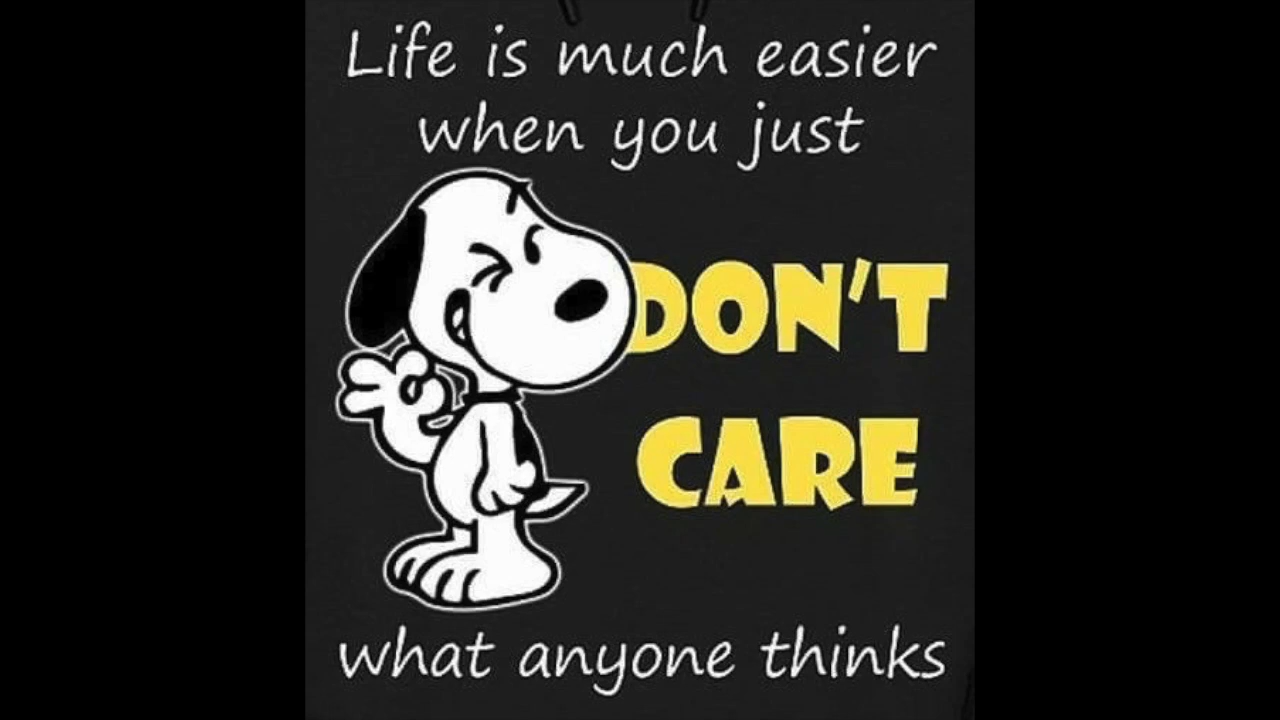 Life is much easier
when you just
DON'T
CARE
what anyone thinks